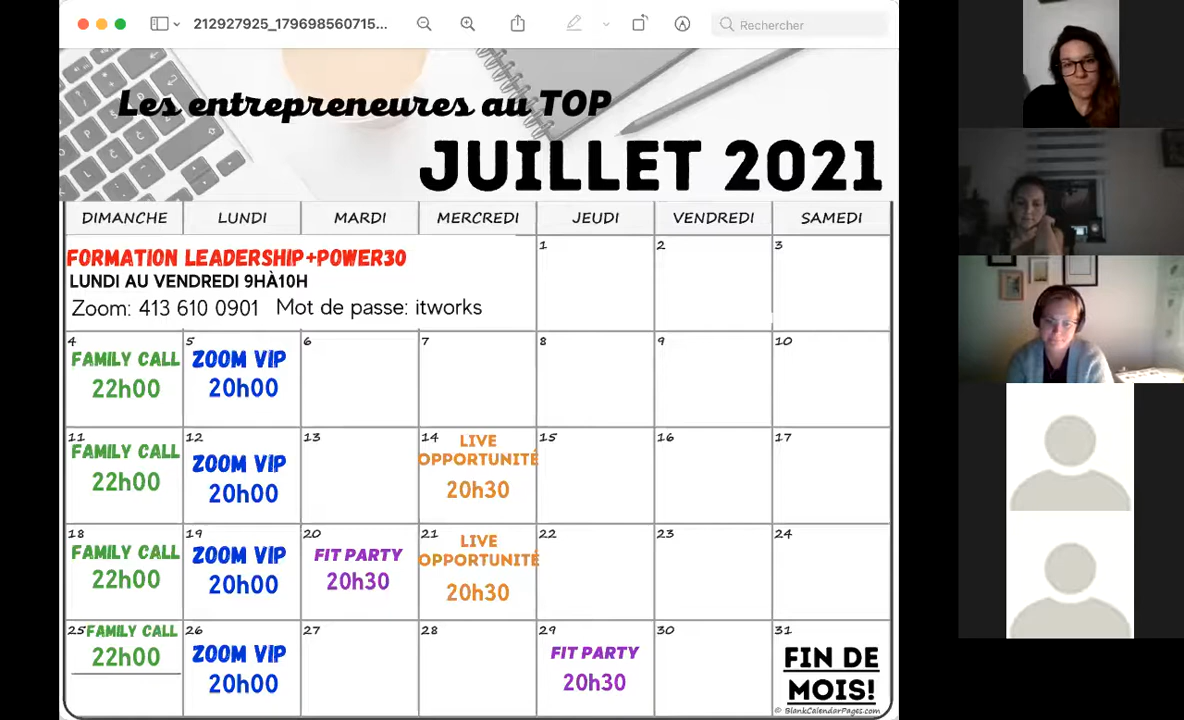 212927925_179698560715...
Rechercher
Les entrepreneures au TOP
JUILLET 2021
DIMANCHE LUNDI MARDI MERCREDI JEUDI VENDREDI SAMEDI
FORMATION LEADERSHIP+POWER30
LUNDI AU VENDREDI 9HÀ10H
Zoom: 413 610 0901 Mot de passe: itworks
1 2 3
4 5 6 7 8 9 10
FAMILY CALL ZOOM VIP
22h00 20h00
11 12 13 14 15 16 17
LIVE
FAMILY CALL ZOOM VIP OPPORTUNITÉ
22h00 20h00 20h30
18 19 20 21 22 23 24
LIVE
FAMILY CALL ZOOM VIP FIT PARTY OPPORTUNITÉ
22h00 20h00 20h30 20h30
25 26 27 28 29 30 31
FAMILY CALL ZOOM VIP FIT PARTY FIN DE
22h00 20h00 20h30 MOIS!
© BlankCalendarPages.com